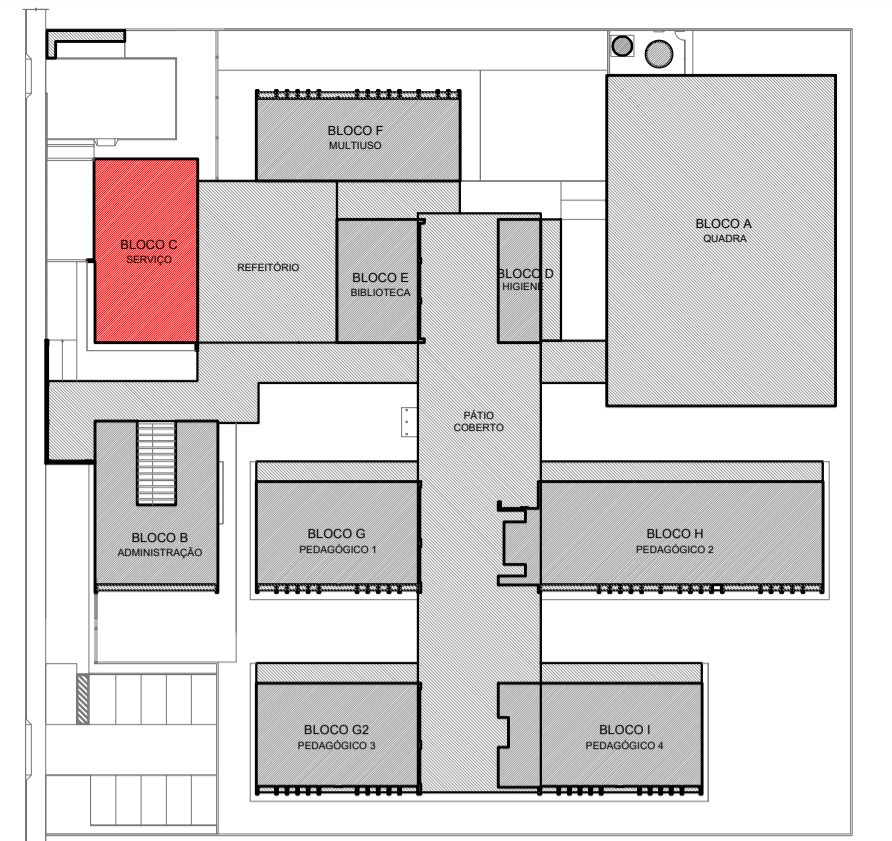 BLOCO F
MULTIUSO
BLOCO A
QUADRA
BLOCO C
SERVIÇO
REFEITÓRIO
BLOCO E
BIBLIOTECA
BLOCO D
HIGIENE
PÁTIO
COBERTO
BLOCO B
ADMINISTRAÇÃO
BLOCO G
PEDAGÓGICO 1
BLOCO H
PEDAGÓGICO 2
BLOCO G2
PEDAGÓGICO 3
BLOCO I
PEDAGÓGICO 4